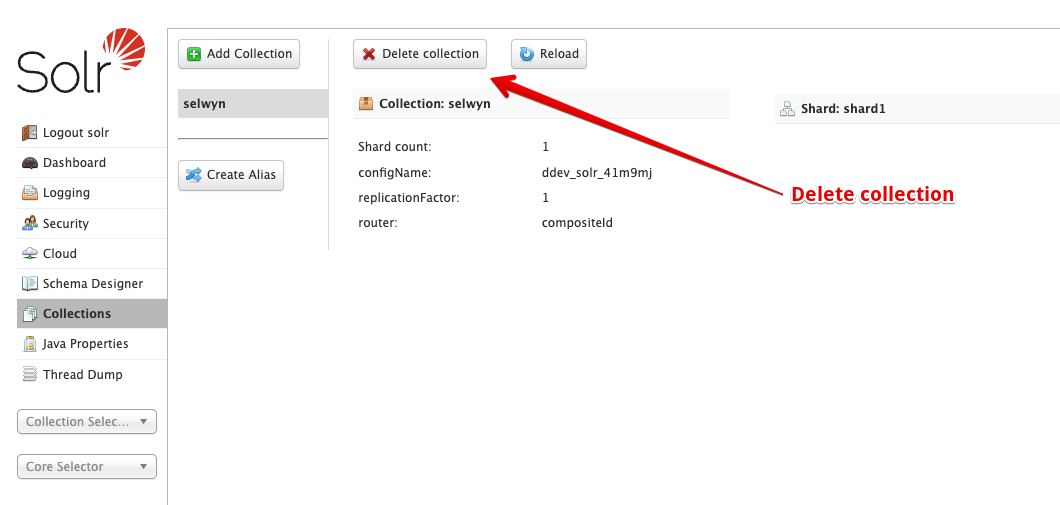 Solr
Logout solr
Dashboard
Logging
Security
Cloud
Schema Designer
Collections
Java Properties
Thread Dump
Collection Selec...
Core Selector
Add Collection
selwyn
Create Alias
Delete collection
Reload
Collection: selwyn
Shard count: 1
configName: ddev_solr_41m9mj
replicationFactor: 1
router: compositeId
Shard: shard1
Delete collection